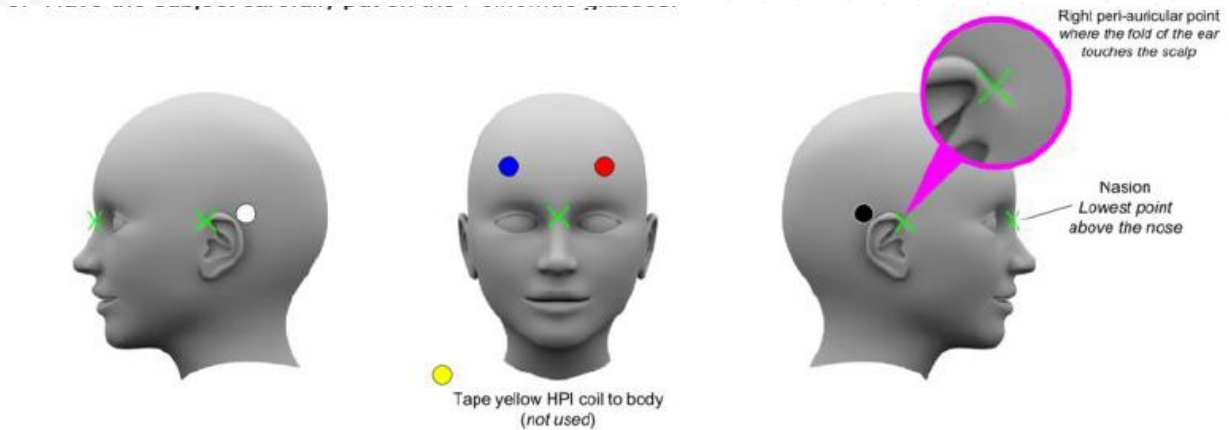 Right peri-auricular point
where the fold of the ear
touches the scalp
Nasion
Lowest point
above the nose
Tape yellow HPI coil to body
(not used)